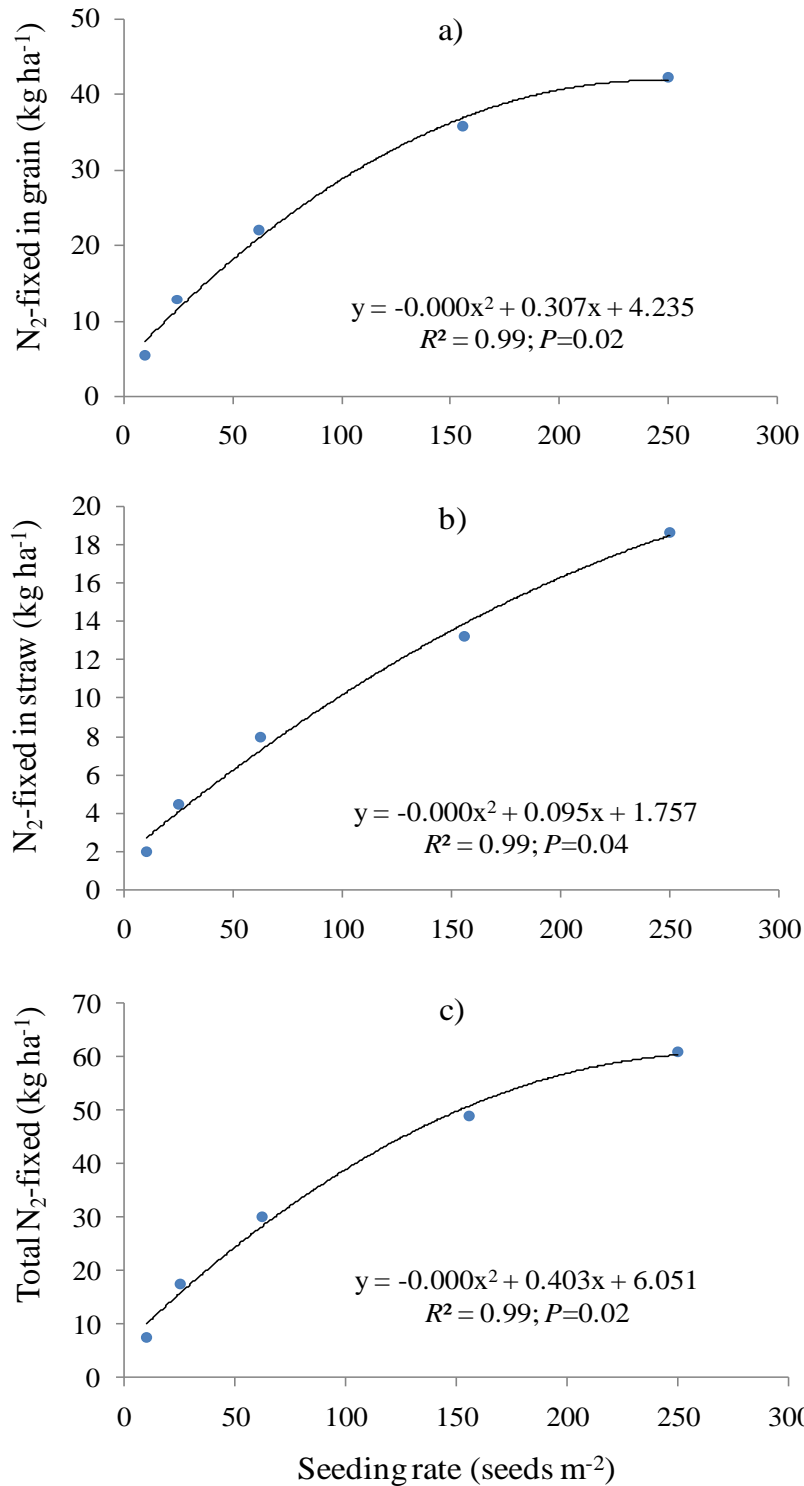 a)
N₂-fixed in grain (kg ha⁻¹)
50
40
30
20
10
0
y = -0.000x² + 0.307x + 4.235
R² = 0.99; P=0.02
0 50 100 150 200 250 300
b)
N₂-fixed in straw (kg ha⁻¹)
20
18
16
14
12
10
8
6
4
2
0
y = -0.000x² + 0.095x + 1.757
R² = 0.99; P=0.04
0 50 100 150 200 250 300
c)
Total N₂-fixed (kg ha⁻¹)
70
60
50
40
30
20
10
0
y = -0.000x² + 0.403x + 6.051
R² = 0.99; P=0.02
0 50 100 150 200 250 300
Seeding rate (seeds m⁻²)